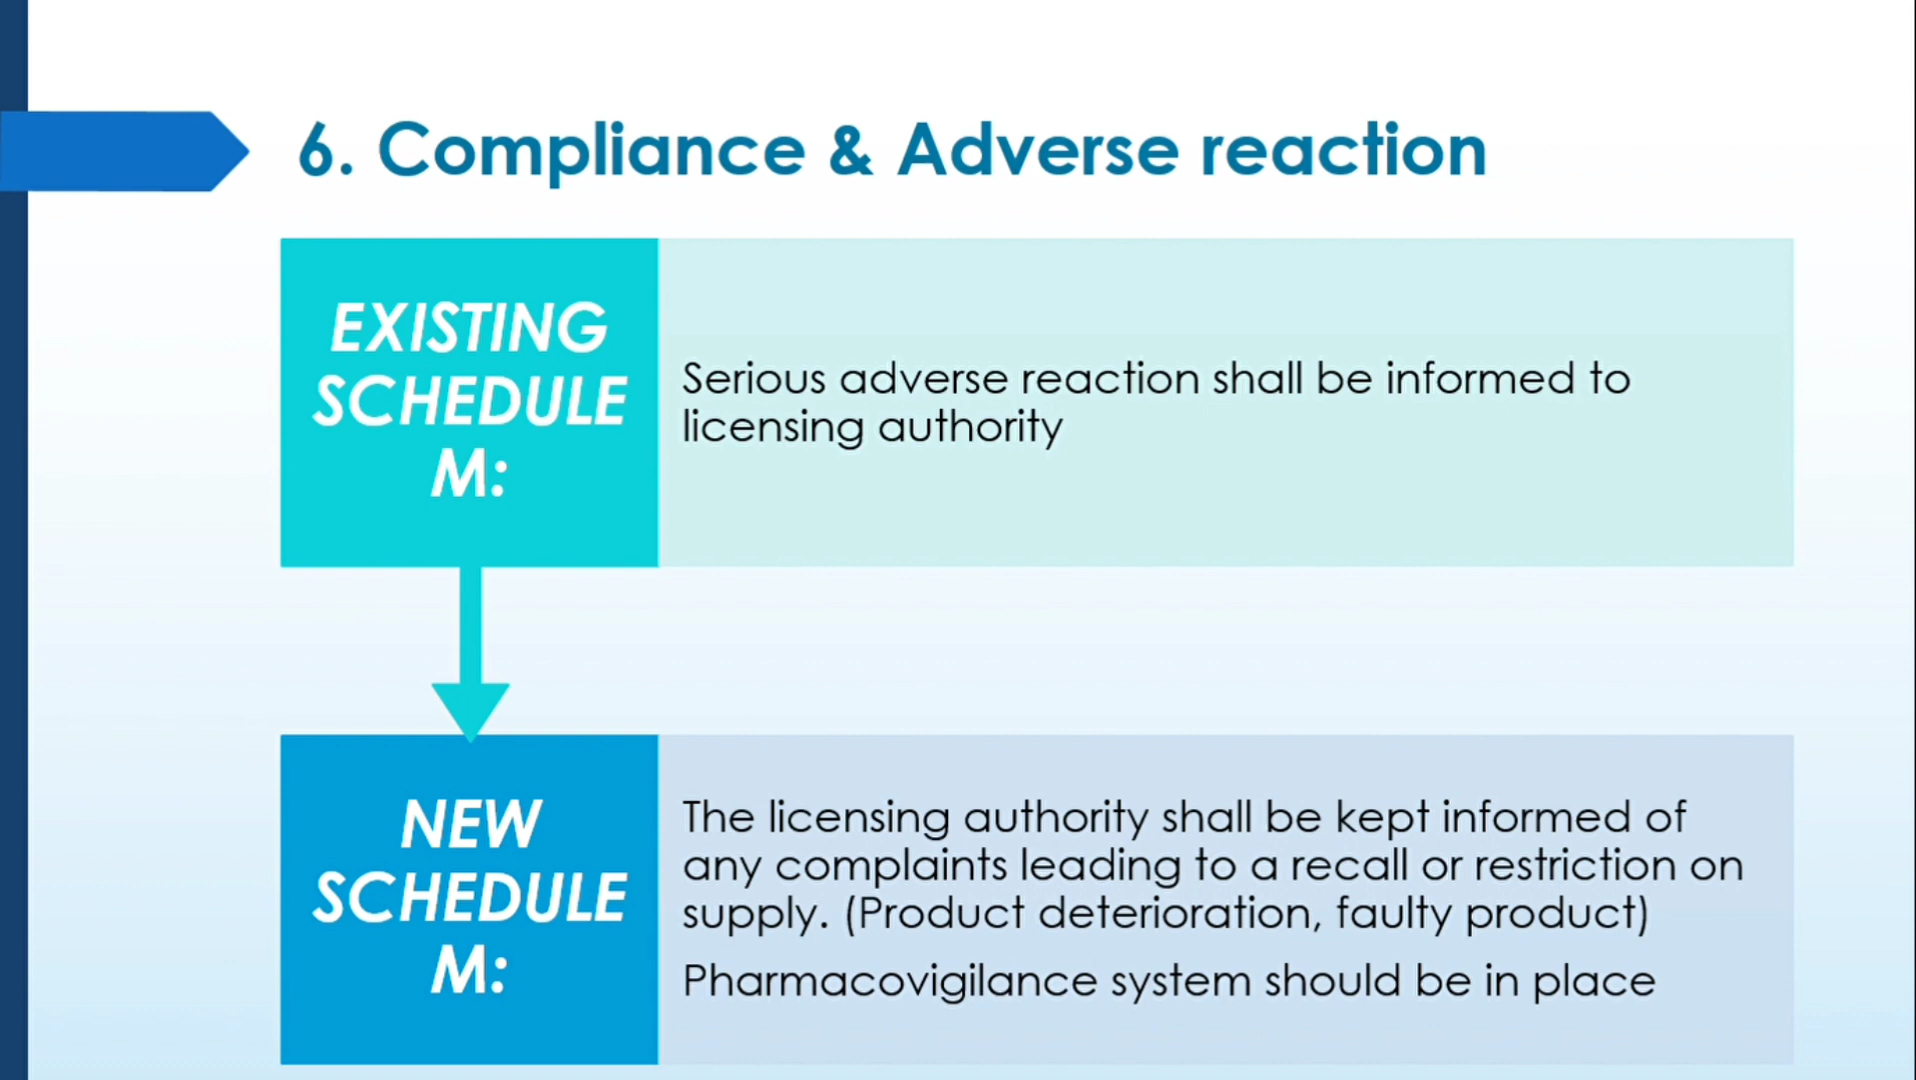 6. Compliance & Adverse reaction
EXISTING
SCHEDULE
M:
Serious adverse reaction shall be informed to
licensing authority
NEW
SCHEDULE
M:
The licensing authority shall be kept informed of
any complaints leading to a recall or restriction on
supply. (Product deterioration, faulty product)
Pharmacovigilance system should be in place